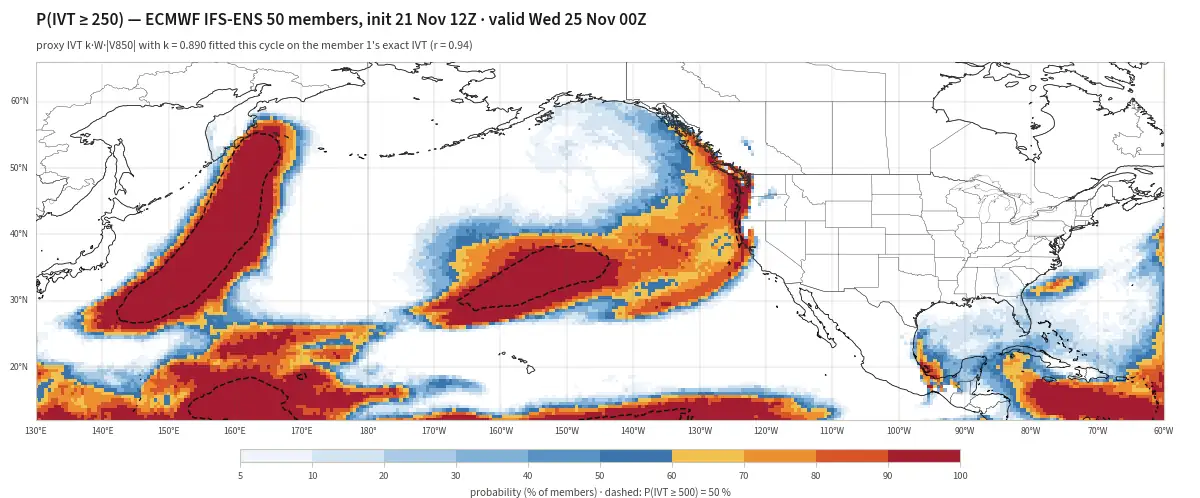 P(IVT ≥ 250) — ECMWF IFS-ENS 50 members, init 21 Nov 12Z · valid Wed 25 Nov 00Z
proxy IVT k·W·|V850| with k = 0.890 fitted this cycle on the member 1's exact IVT (r = 0.94)
60°N
50°N
40°N
30°N
20°N
130°E 140°E 150°E 160°E 170°E 180° 170°W 160°W 150°W 140°W 130°W 120°W 110°W 100°W 90°W 80°W 70°W 60°W
5 10 20 30 40 50 60 70 80 90 100
probability (% of members) · dashed: P(IVT ≥ 500) = 50 %